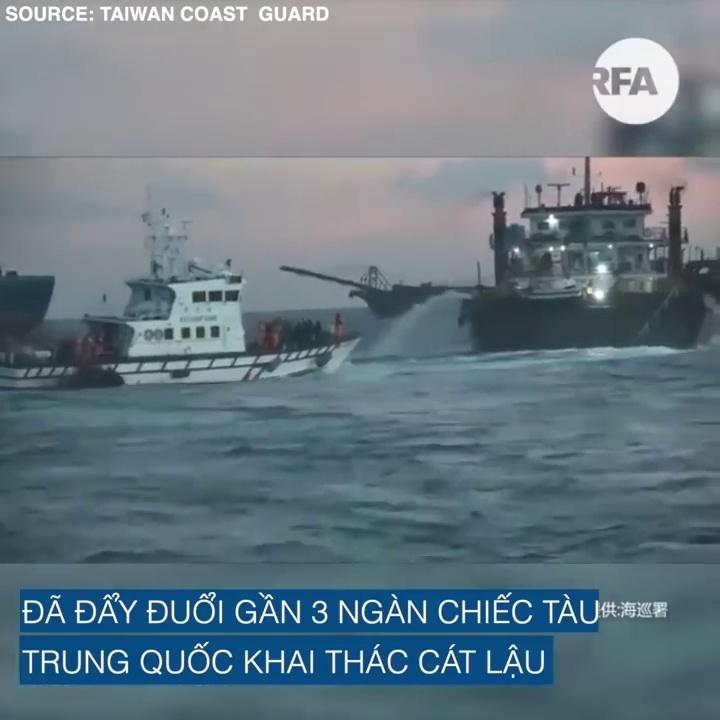 SOURCE: TAIWAN COAST GUARD
RFA
ĐÃ ĐẨY ĐUỔI GẦN 3 NGÀN CHIẾC TÀU
供:海巡署
TRUNG QUỐC KHAI THÁC CÁT LẬU